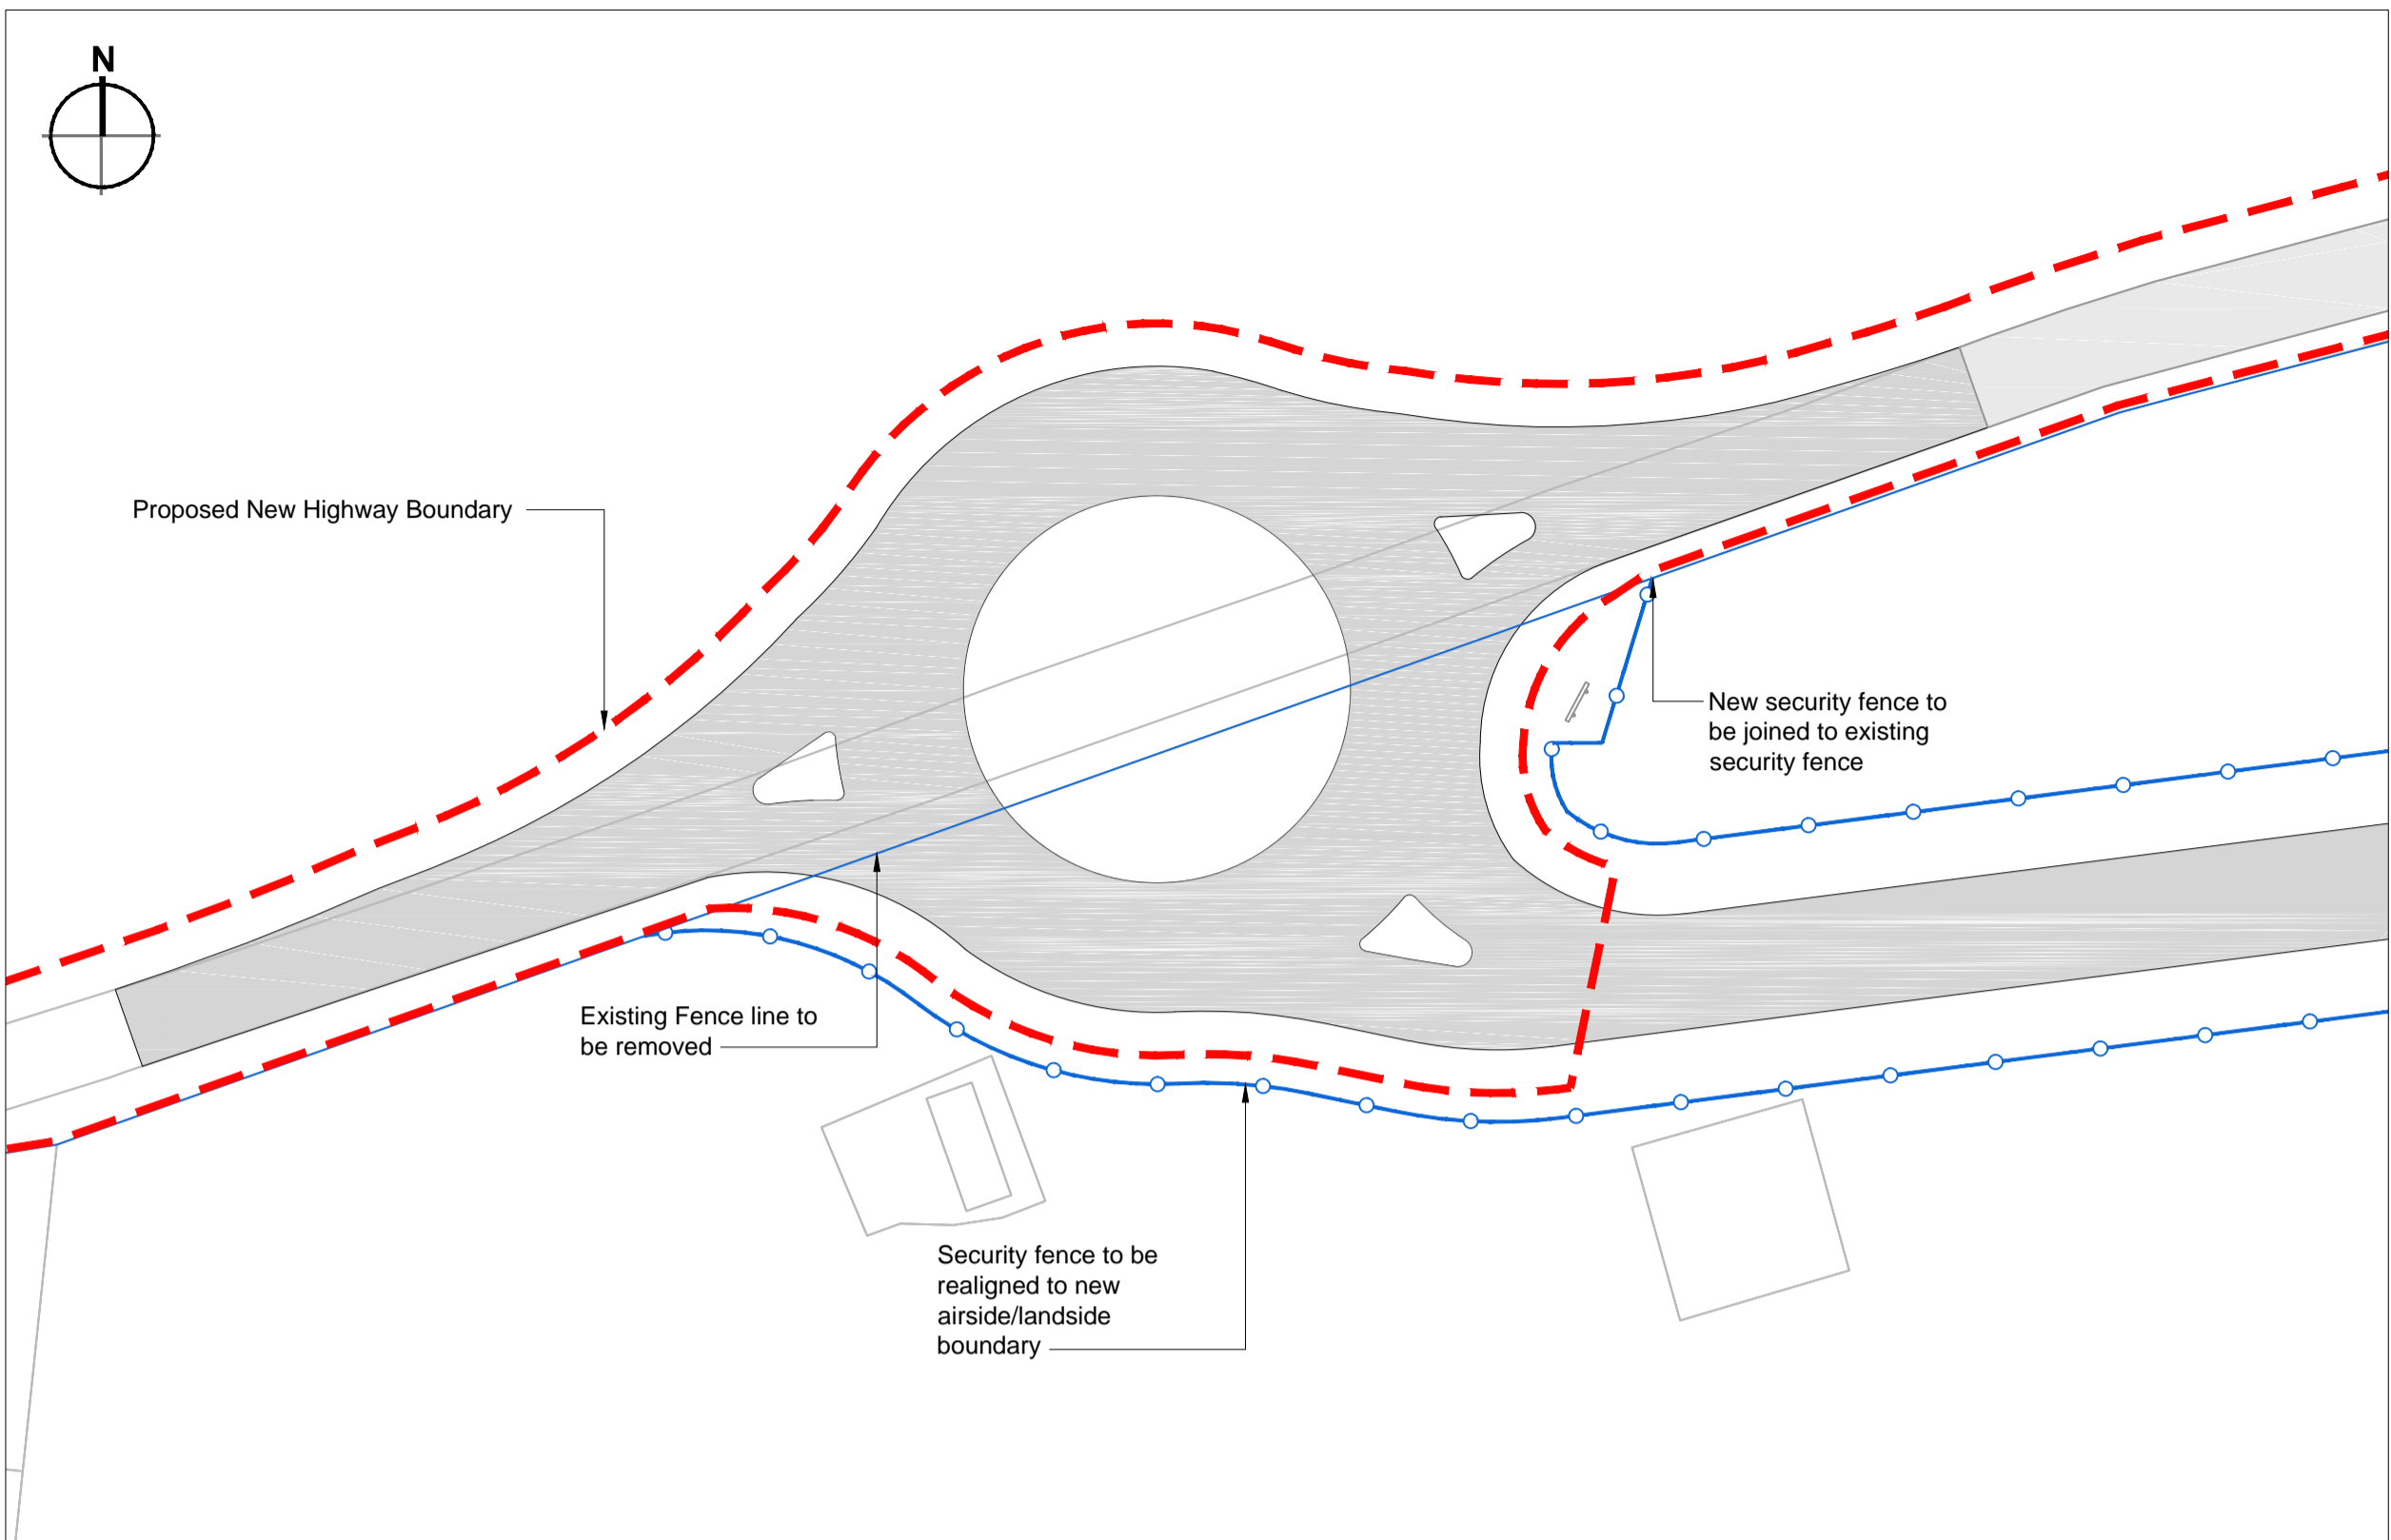 N
Proposed New Highway Boundary
New security fence to
be joined to existing
security fence
Existing Fence line to
be removed
Security fence to be
realigned to new
airside/landside
boundary